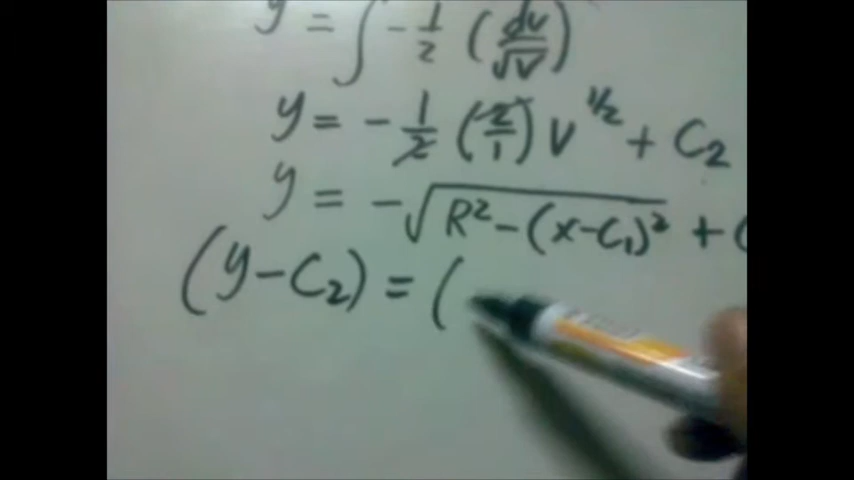 y = ∫ -1/2 (dv/√v)
y = -1/2 (2/1) v^1/2 + C₂
y = -√(R² - (x - C₁)²) + C
(y - C₂) = (